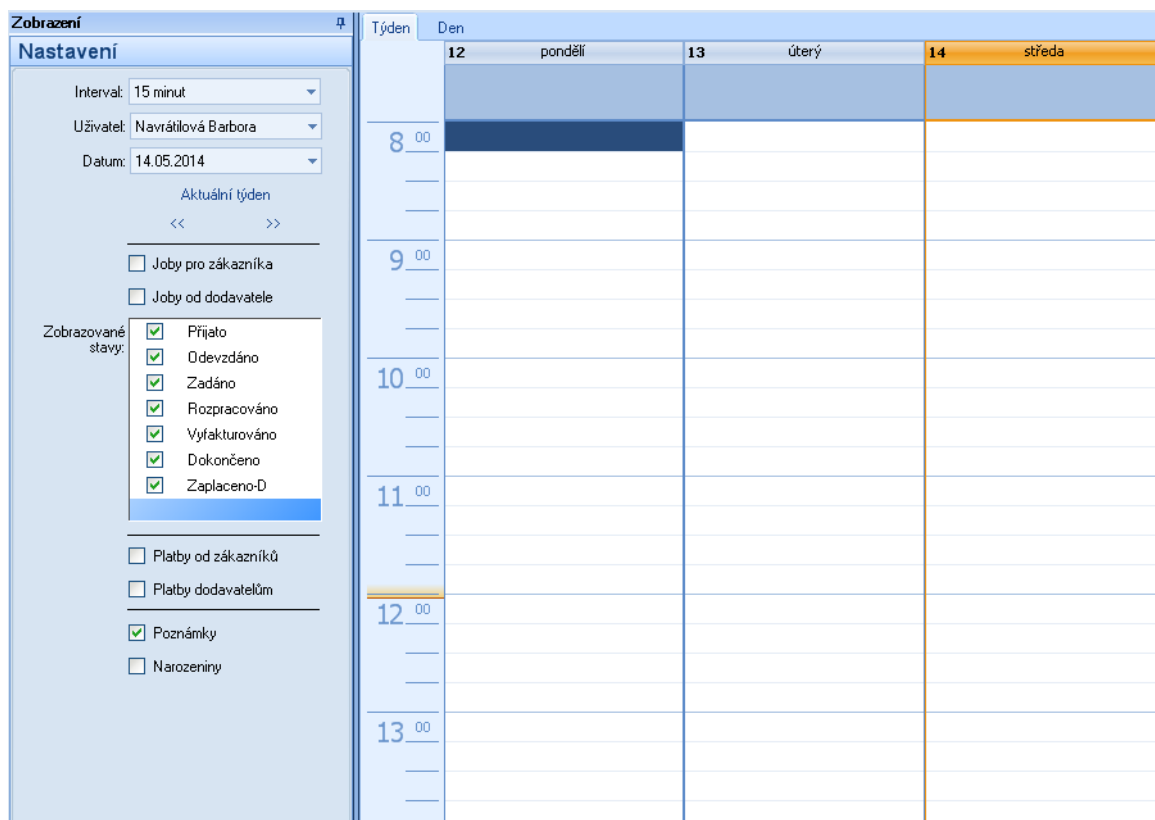 Zobrazení
Nastavení
Interval: 15 minut
Uživatel: Navrátilová Barbora
Datum: 14.05.2014
Aktuální týden
<< >>
Joby pro zákazníka
Joby od dodavatele
Zobrazované stavy:
Přijato
Odevzdáno
Zadáno
Rozpracováno
Vyfakturováno
Dokončeno
Zaplaceno-D
Platby od zákazníků
Platby dodavatelům
Poznámky
Narozeniny
Týden Den
12 pondělí 13 úterý 14 středa
8 00
9 00
10 00
11 00
12 00
13 00